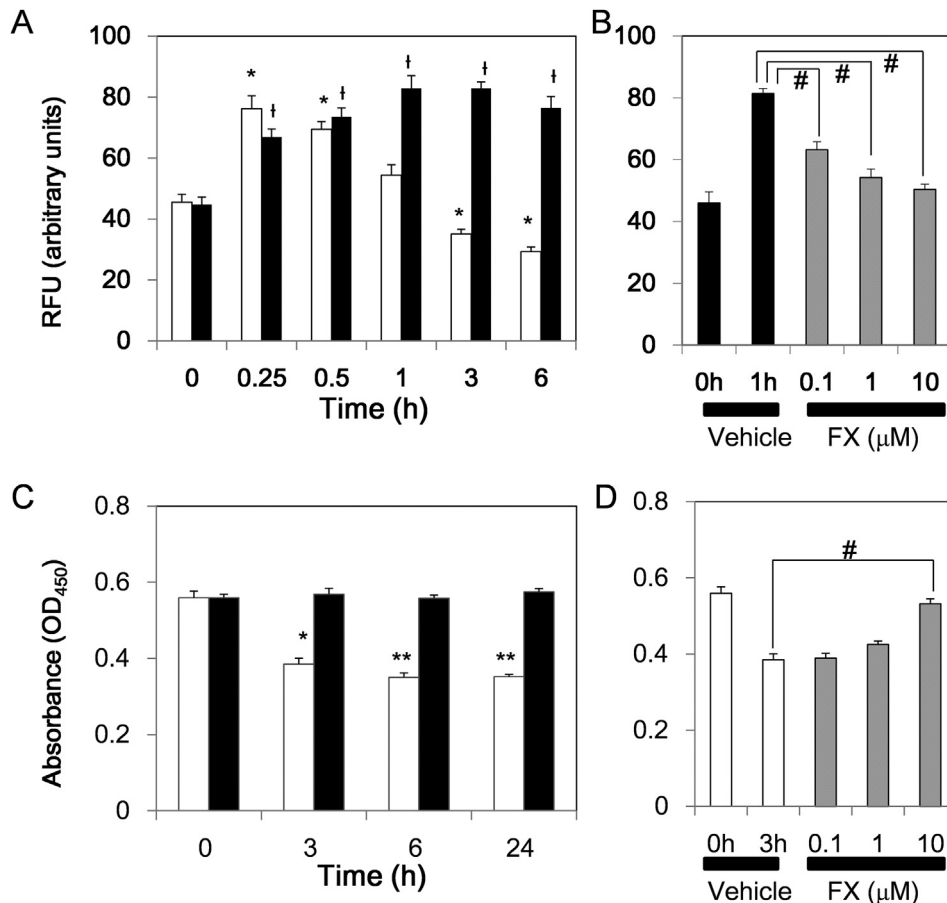 A
RFU (arbitrary units)
100
80
60
40
20
0
* ƚ * ƚ ƚ * ƚ * ƚ
0 0.25 0.5 1 3 6
Time (h)
B
100
80
60
40
20
0
# # #
0h 1h 0.1 1 10
Vehicle FX (μM)
C
Absorbance (OD450)
0.8
0.6
0.4
0.2
0
* ** **
0 3 6 24
Time (h)
D
0.8
0.6
0.4
0.2
0
#
0h 3h 0.1 1 10
Vehicle FX (μM)